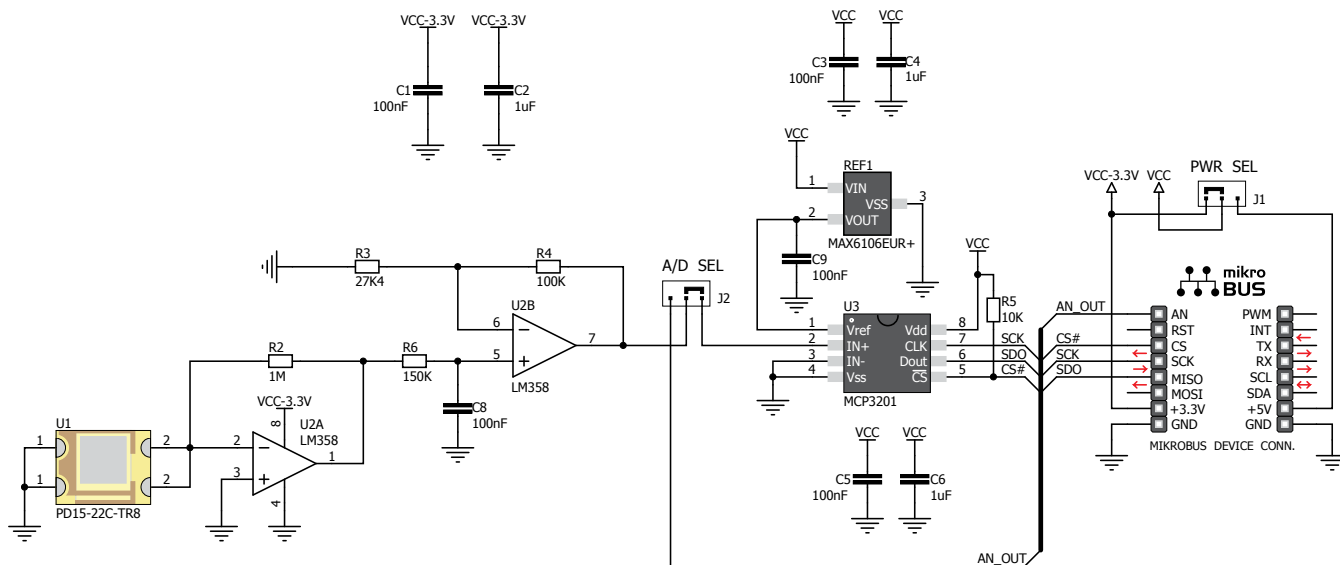 VCC-3.3V VCC-3.3V
C1
100nF
C2
1uF
VCC VCC
C3
100nF
C4
1uF
VCC
REF1
1 VIN
VSS 3
2 VOUT
MAX6106EUR+
C9
100nF
R3
27K4
R4
100K
U2B
6
5
7
LM358
A/D SEL
J2
R2
1M
R6
150K
C8
100nF
VCC-3.3V
8
U2A
LM358
2
3
1
4
U1
1 2
1 2
PD15-22C-TR8
VCC
R5
10K
U3
1 Vref Vdd 8
2 IN+ CLK 7 SCK
3 IN- Dout 6 SDO
4 Vss CS 5 CS#
MCP3201
VCC VCC
C5
100nF
C6
1uF
AN_OUT
PWR SEL
VCC-3.3V VCC
J1
mikro
BUS
AN_OUT
CS#
SCK
SDO
AN PWM
RST INT
CS TX
SCK RX
MISO SCL
MOSI SDA
+3.3V +5V
GND GND
MIKROBUS DEVICE CONN.